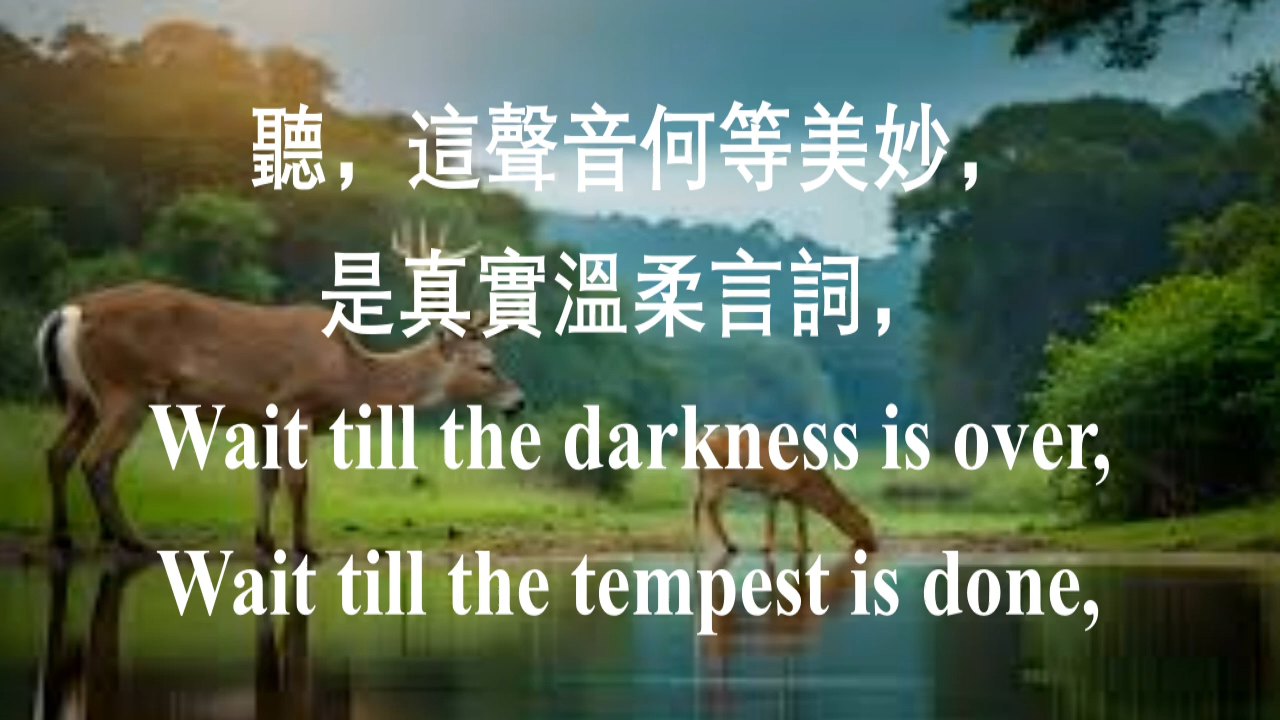 聽，這聲音何等美妙，
是真實溫柔言詞，
Wait till the darkness is over,
Wait till the tempest is done,